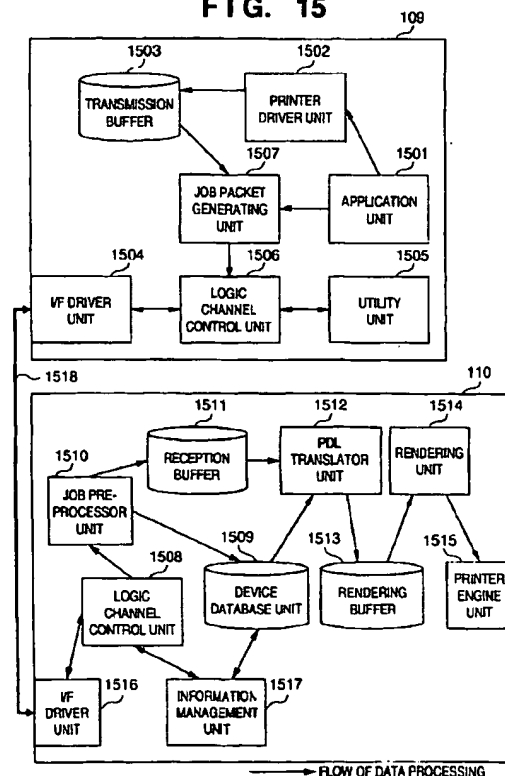 FIG. 15
109
1503
1502
TRANSMISSION
BUFFER
PRINTER
DRIVER UNIT
1507
1501
JOB PACKET
GENERATING
UNIT
APPLICATION
UNIT
1504
1506
1505
I/F DRIVER
UNIT
LOGIC
CHANNEL
CONTROL UNIT
UTILITY
UNIT
1518
110
1511
1512
1514
1510
RECEPTION
BUFFER
PDL
TRANSLATOR
UNIT
RENDERING
UNIT
JOB PRE-
PROCESSOR
UNIT
1509
1513
1515
1508
LOGIC
CHANNEL
CONTROL UNIT
DEVICE
DATABASE UNIT
RENDERING
BUFFER
PRINTER
ENGINE
UNIT
1516
1517
I/F
DRIVER
UNIT
INFORMATION
MANAGEMENT
UNIT
FLOW OF DATA PROCESSING